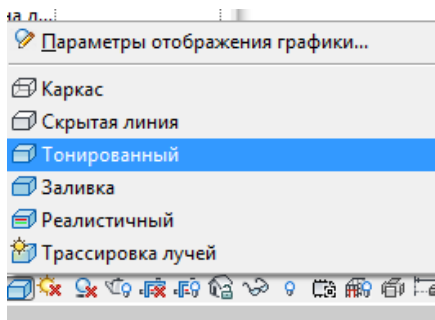 Параметры отображения графики...
Каркас
Скрытая линия
Тонированный
Заливка
Реалистичный
Трассировка лучей